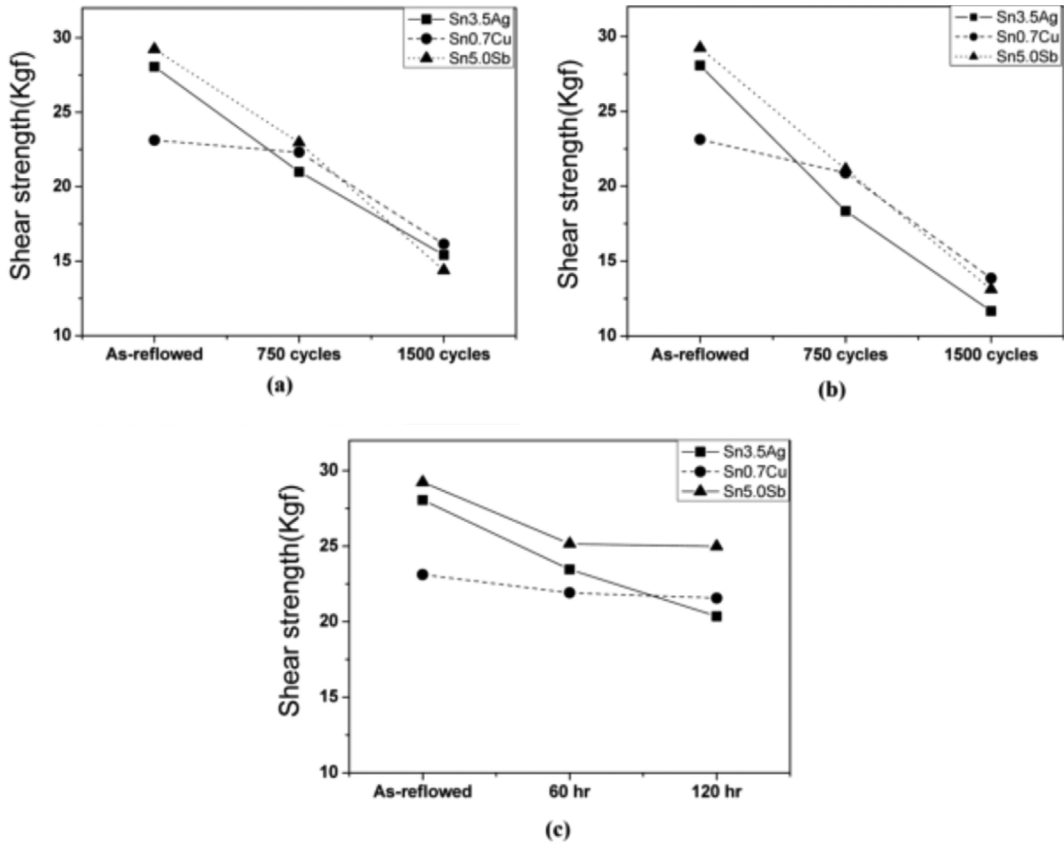 Sn3.5Ag
Sn0.7Cu
Sn5.0Sb
Shear strength(Kgf)
30
25
20
15
10
As-reflowed 750 cycles 1500 cycles
(a)
Sn3.5Ag
Sn0.7Cu
Sn5.0Sb
Shear strength(Kgf)
30
25
20
15
10
As-reflowed 750 cycles 1500 cycles
(b)
Sn3.5Ag
Sn0.7Cu
Sn5.0Sb
Shear strength(Kgf)
30
25
20
15
10
As-reflowed 60 hr 120 hr
(c)